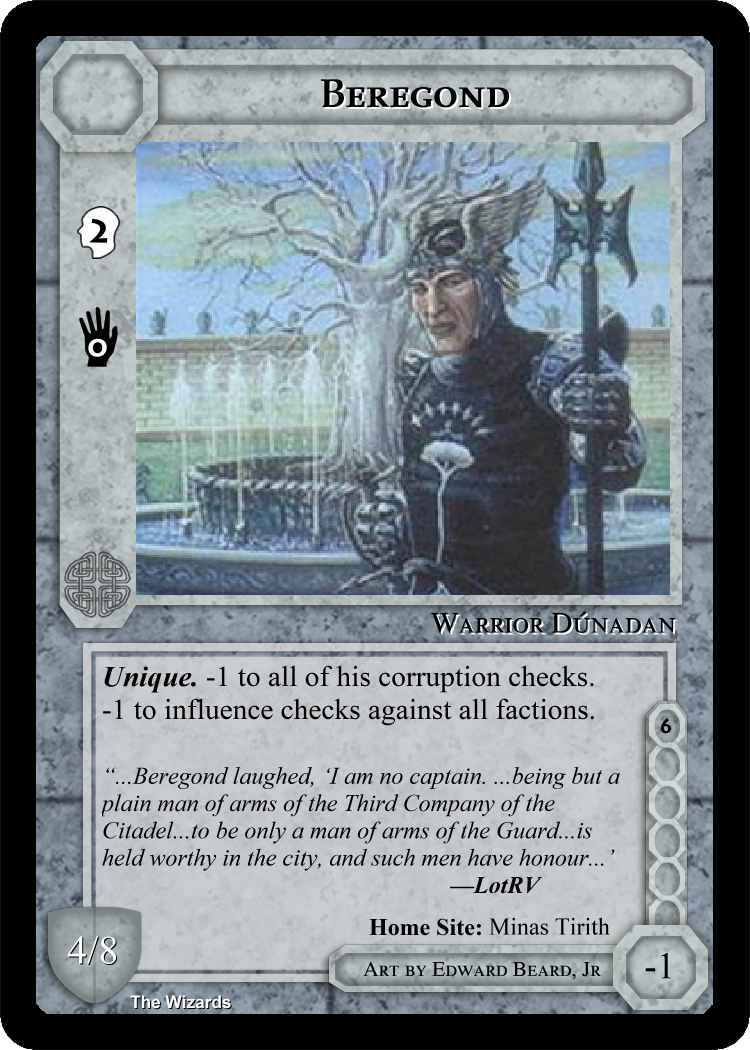 BEREGOND
2
0
WARRIOR DÚNADAN
Unique. -1 to all of his corruption checks.
-1 to influence checks against all factions.
6
“...Beregond laughed, ‘I am no captain. ...being but a
plain man of arms of the Third Company of the
Citadel...to be only a man of arms of the Guard...is
held worthy in the city, and such men have honour...’
—LotRV
Home Site: Minas Tirith
4/8
ART BY EDWARD BEARD, JR
-1
The Wizards